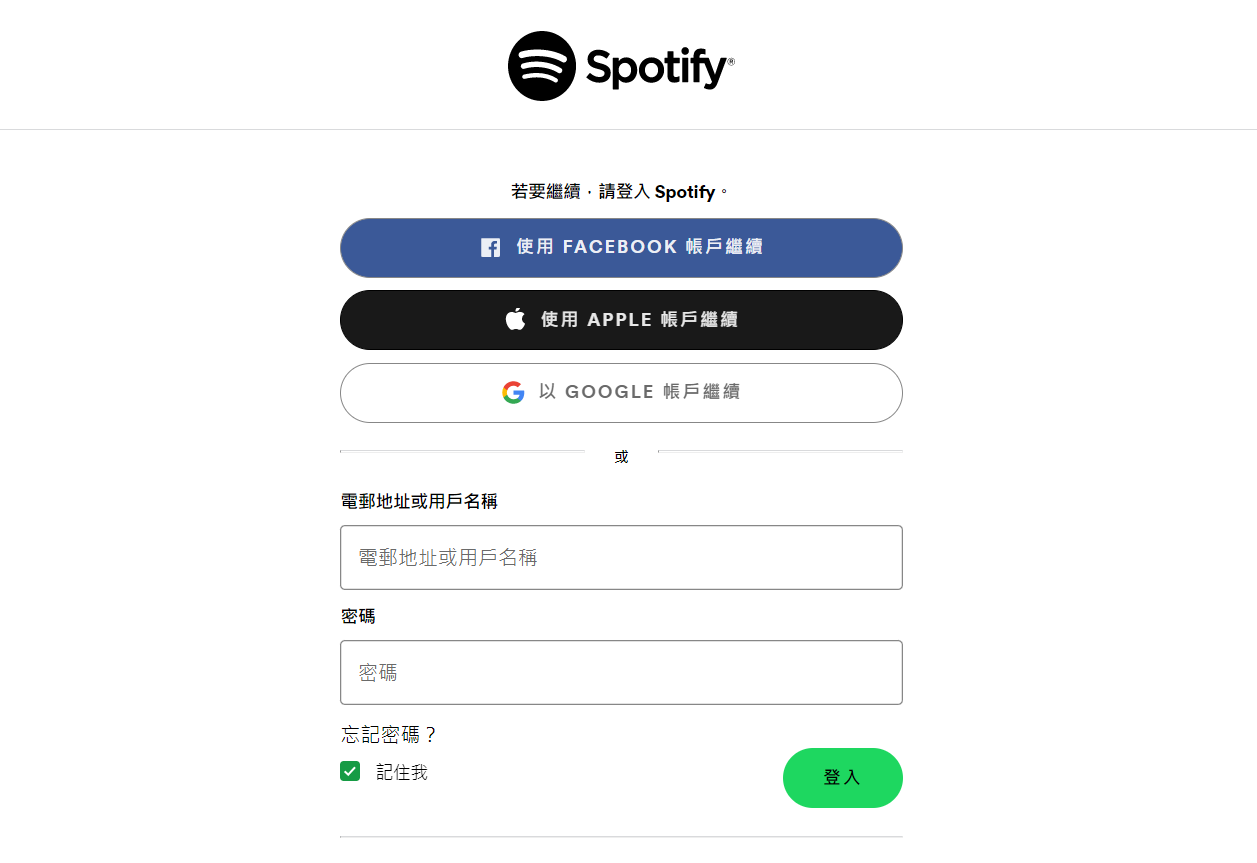 Spotify®
若要繼續，請登入 Spotify。
使用 FACEBOOK 帳戶繼續
使用 APPLE 帳戶繼續
以 GOOGLE 帳戶繼續
或
電郵地址或用戶名稱
電郵地址或用戶名稱
密碼
密碼
忘記密碼？
記住我
登入